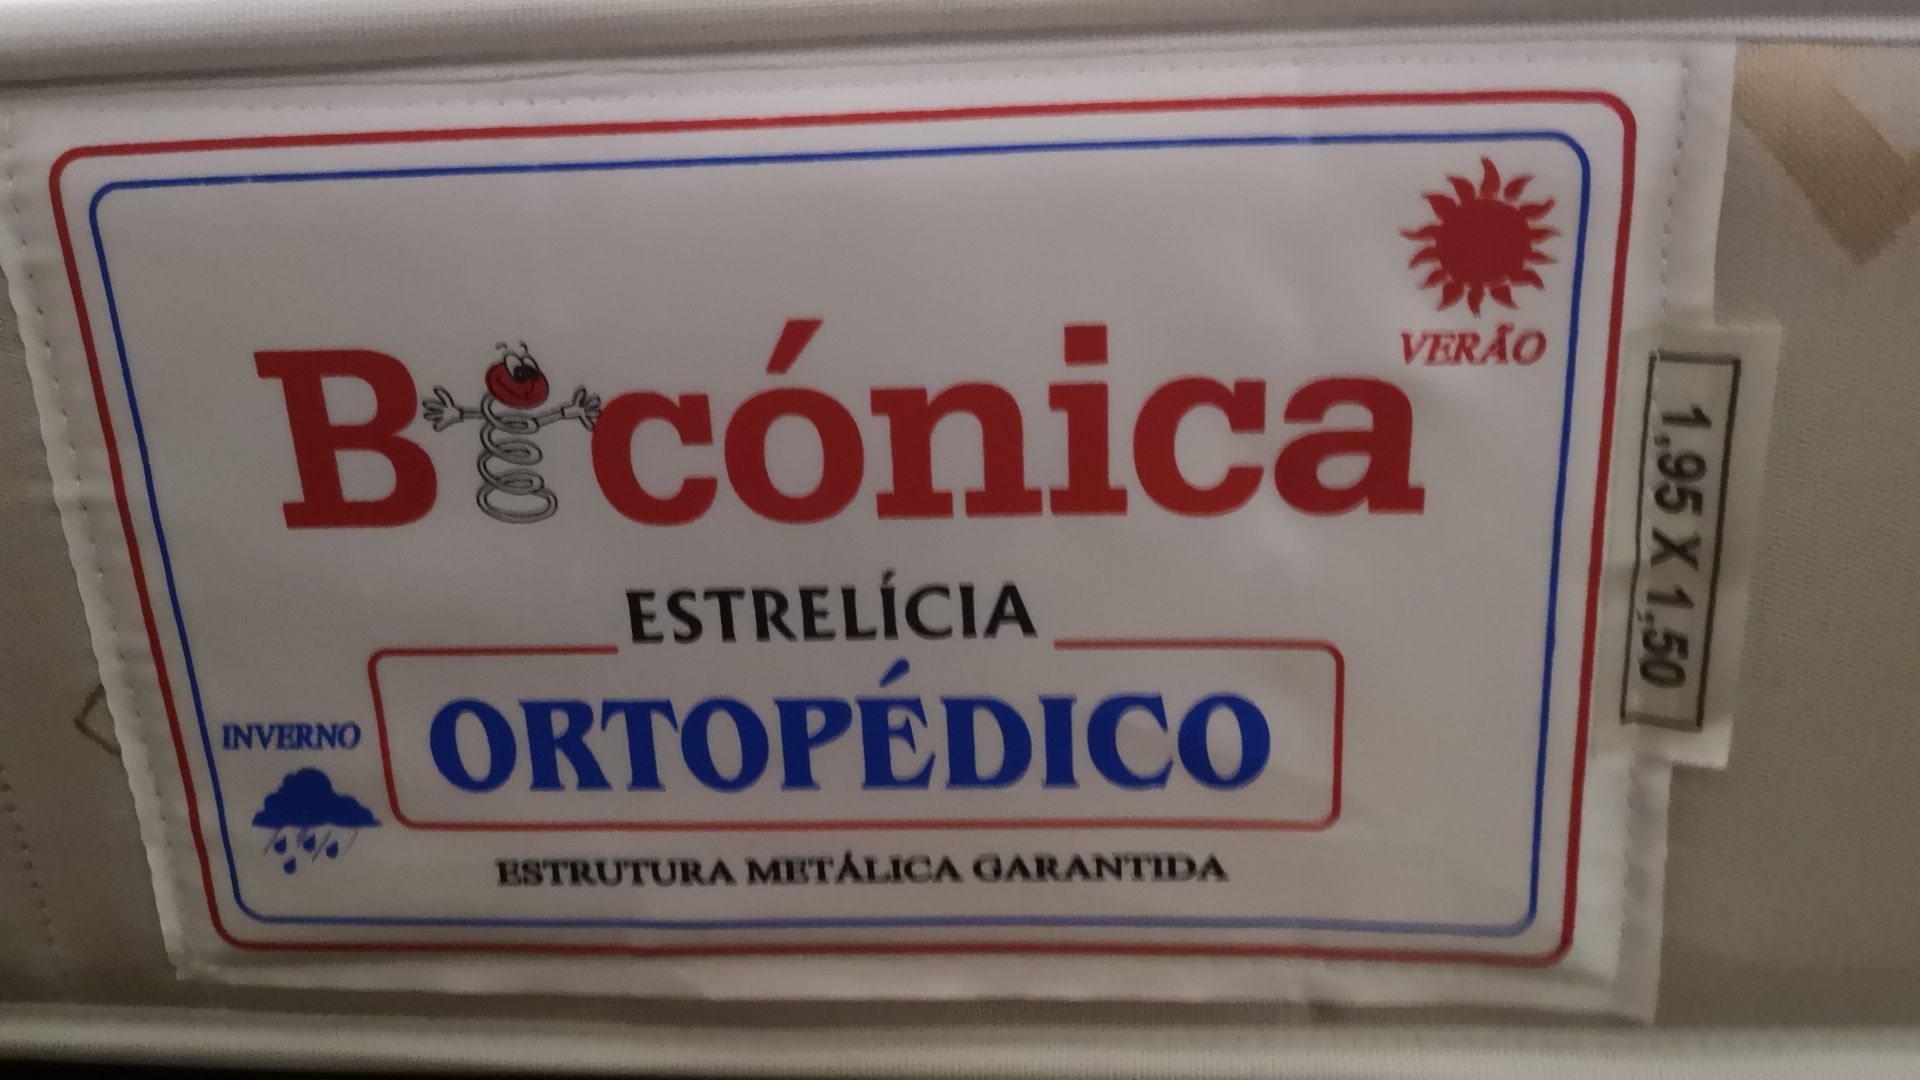 VERÃO
Bicónica
ESTRELÍCIA
ORTOPÉDICO
INVERNO
ESTRUTURA METÁLICA GARANTIDA
1,95 X 1,50